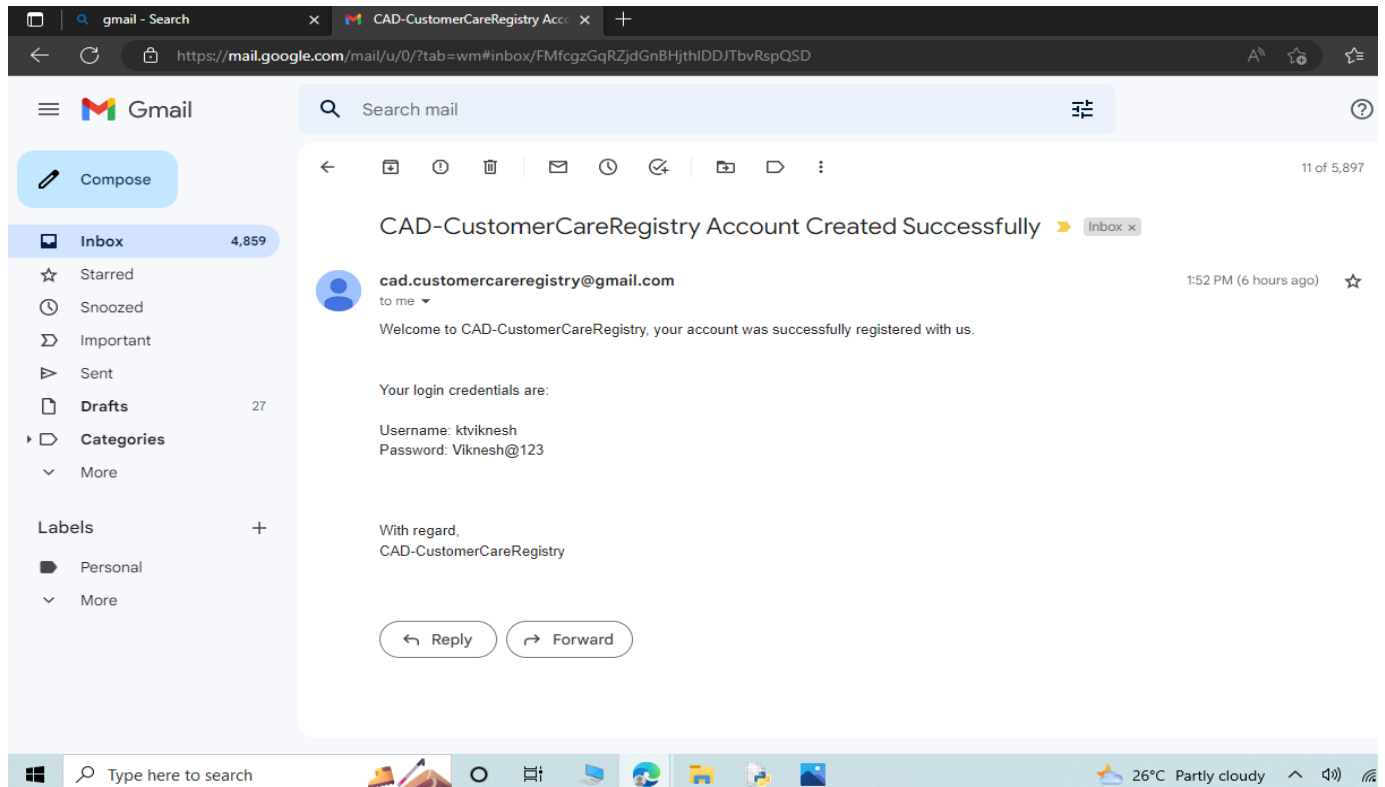 gmail - Search
CAD-CustomerCareRegistry Acc
https://mail.google.com/mail/u/0/?tab=wm#inbox/FMfcgzGqRZjdGnBHjthIDDJTbvRspQSD
Gmail
Search mail
Compose
11 of 5,897
CAD-CustomerCareRegistry Account Created Successfully Inbox x
Inbox 4,859
Starred
Snoozed
Important
Sent
Drafts 27
Categories
More
Labels +
Personal
More
cad.customercareregistry@gmail.com 1:52 PM (6 hours ago)
to me
Welcome to CAD-CustomerCareRegistry, your account was successfully registered with us.
Your login credentials are:
Username: ktviknesh
Password: Viknesh@123
With regard,
CAD-CustomerCareRegistry
Reply Forward
Type here to search
26°C Partly cloudy